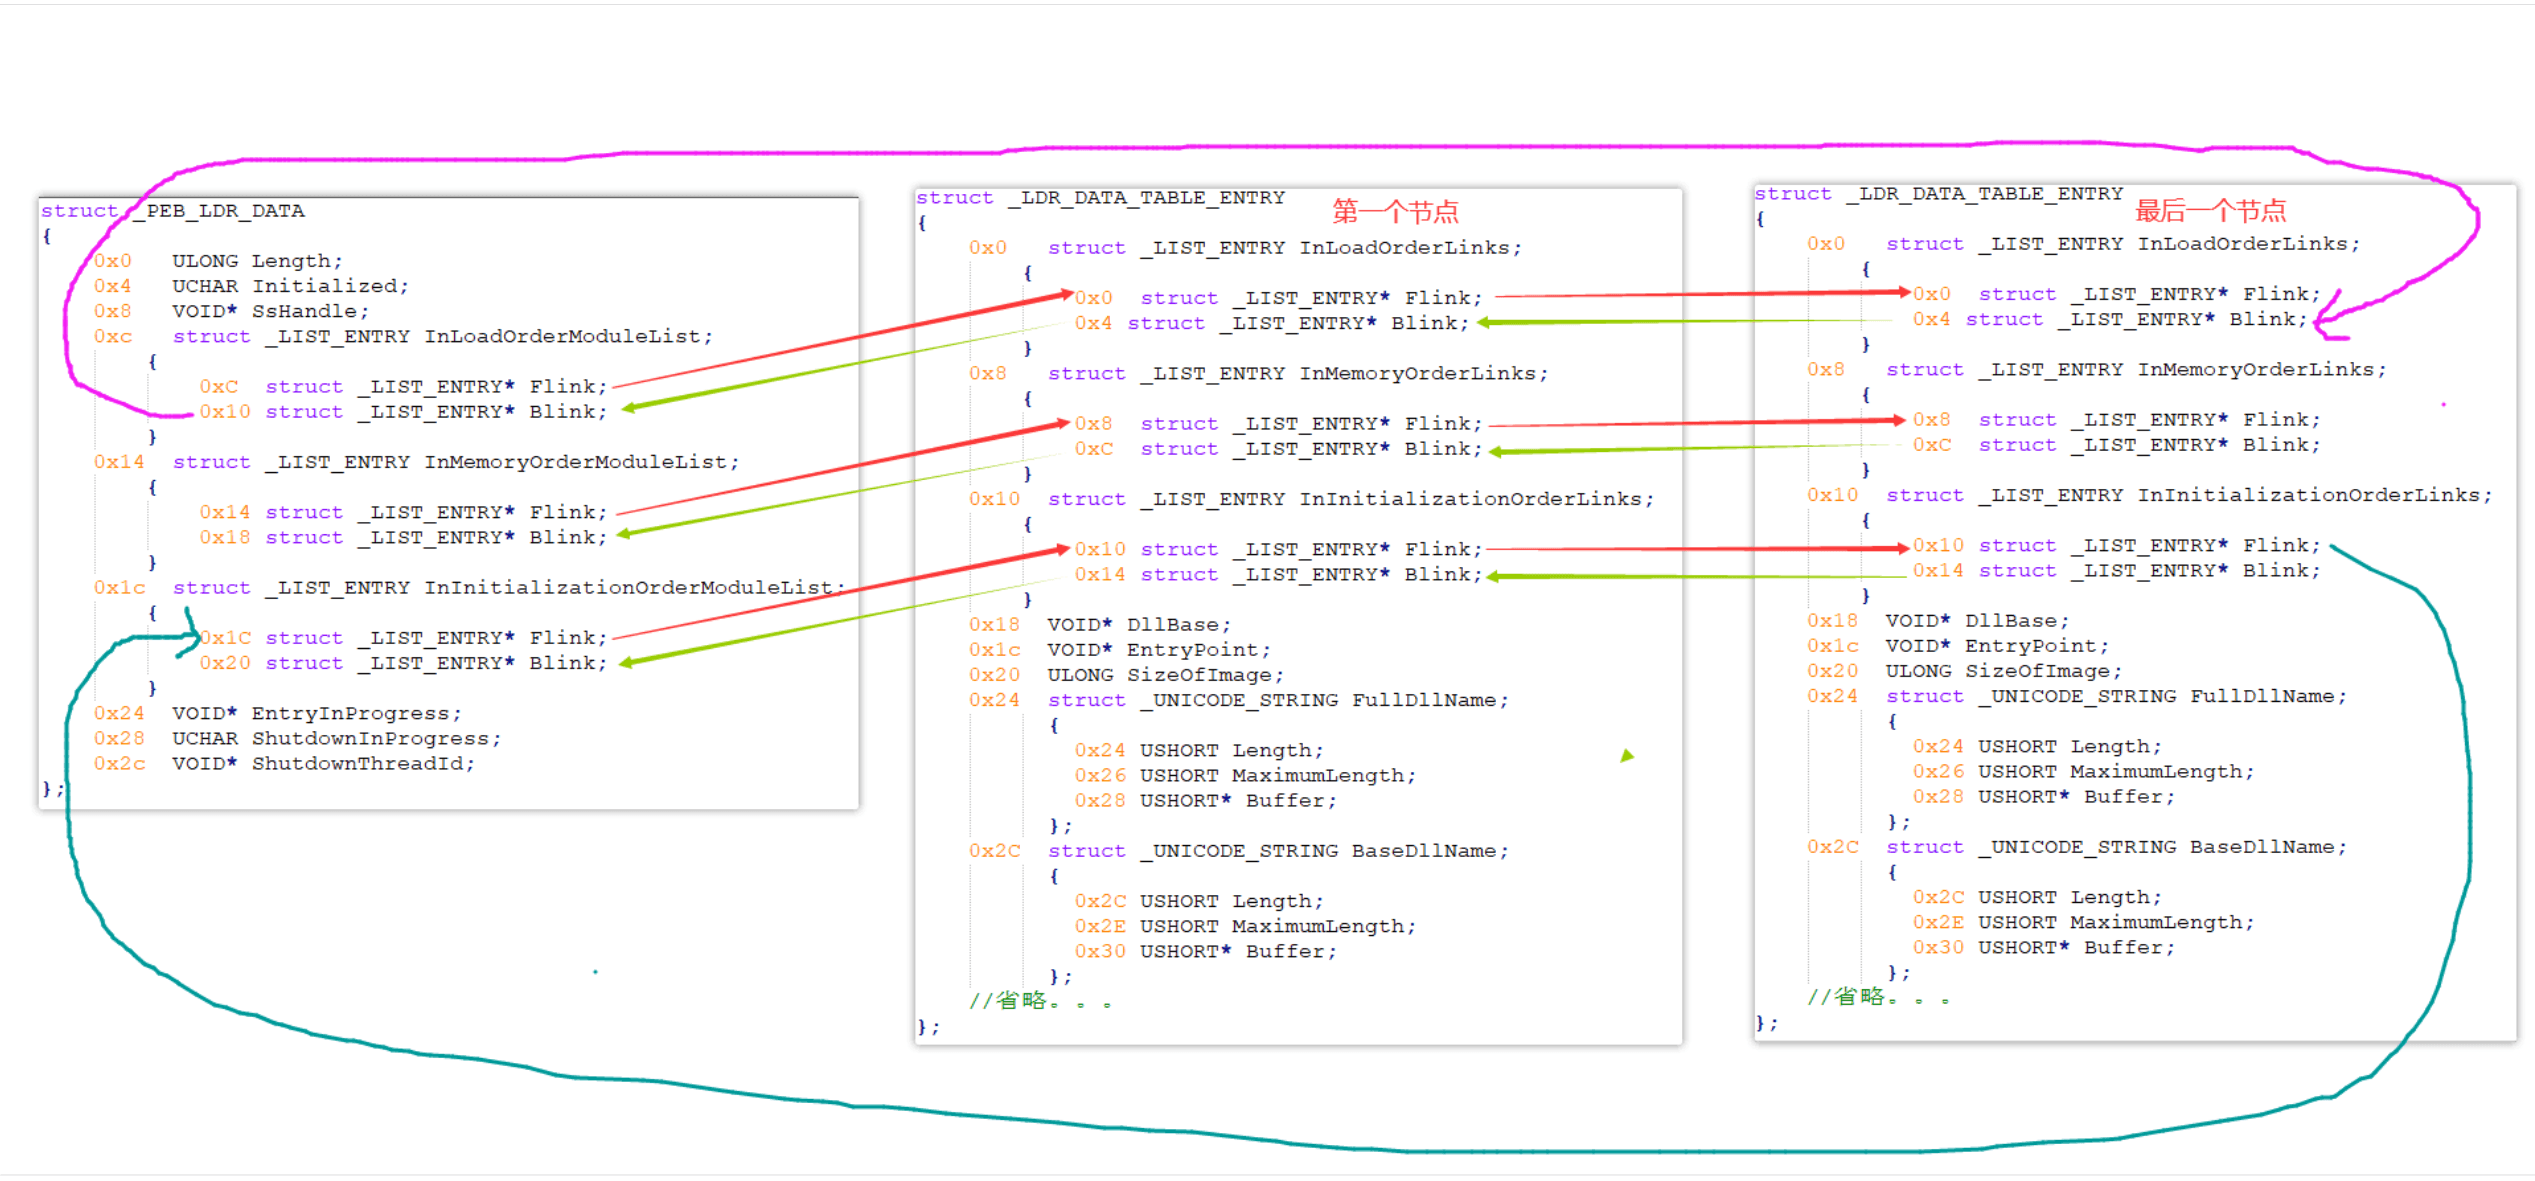 struct _PEB_LDR_DATA
{
0x0 ULONG Length;
0x4 UCHAR Initialized;
0x8 VOID* SsHandle;
0xc struct _LIST_ENTRY InLoadOrderModuleList;
{
0xC struct _LIST_ENTRY* Flink;
0x10 struct _LIST_ENTRY* Blink;
}
0x14 struct _LIST_ENTRY InMemoryOrderModuleList;
{
0x14 struct _LIST_ENTRY* Flink;
0x18 struct _LIST_ENTRY* Blink;
}
0x1c struct _LIST_ENTRY InInitializationOrderModuleList;
{
0x1C struct _LIST_ENTRY* Flink;
0x20 struct _LIST_ENTRY* Blink;
}
0x24 VOID* EntryInProgress;
0x28 UCHAR ShutdownInProgress;
0x2c VOID* ShutdownThreadId;
};
struct _LDR_DATA_TABLE_ENTRY
第一个节点
{
0x0 struct _LIST_ENTRY InLoadOrderLinks;
{
0x0 struct _LIST_ENTRY* Flink;
0x4 struct _LIST_ENTRY* Blink;
}
0x8 struct _LIST_ENTRY InMemoryOrderLinks;
{
0x8 struct _LIST_ENTRY* Flink;
0xC struct _LIST_ENTRY* Blink;
}
0x10 struct _LIST_ENTRY InInitializationOrderLinks;
{
0x10 struct _LIST_ENTRY* Flink;
0x14 struct _LIST_ENTRY* Blink;
}
0x18 VOID* DllBase;
0x1c VOID* EntryPoint;
0x20 ULONG SizeOfImage;
0x24 struct _UNICODE_STRING FullDllName;
{
0x24 USHORT Length;
0x26 USHORT MaximumLength;
0x28 USHORT* Buffer;
};
0x2C struct _UNICODE_STRING BaseDllName;
{
0x2C USHORT Length;
0x2E USHORT MaximumLength;
0x30 USHORT* Buffer;
};
//省略。。。
};
struct _LDR_DATA_TABLE_ENTRY
最后一个节点
{
0x0 struct _LIST_ENTRY InLoadOrderLinks;
{
0x0 struct _LIST_ENTRY* Flink;
0x4 struct _LIST_ENTRY* Blink;
}
0x8 struct _LIST_ENTRY InMemoryOrderLinks;
{
0x8 struct _LIST_ENTRY* Flink;
0xC struct _LIST_ENTRY* Blink;
}
0x10 struct _LIST_ENTRY InInitializationOrderLinks;
{
0x10 struct _LIST_ENTRY* Flink;
0x14 struct _LIST_ENTRY* Blink;
}
0x18 VOID* DllBase;
0x1c VOID* EntryPoint;
0x20 ULONG SizeOfImage;
0x24 struct _UNICODE_STRING FullDllName;
{
0x24 USHORT Length;
0x26 USHORT MaximumLength;
0x28 USHORT* Buffer;
};
0x2C struct _UNICODE_STRING BaseDllName;
{
0x2C USHORT Length;
0x2E USHORT MaximumLength;
0x30 USHORT* Buffer;
};
//省略。。。
};